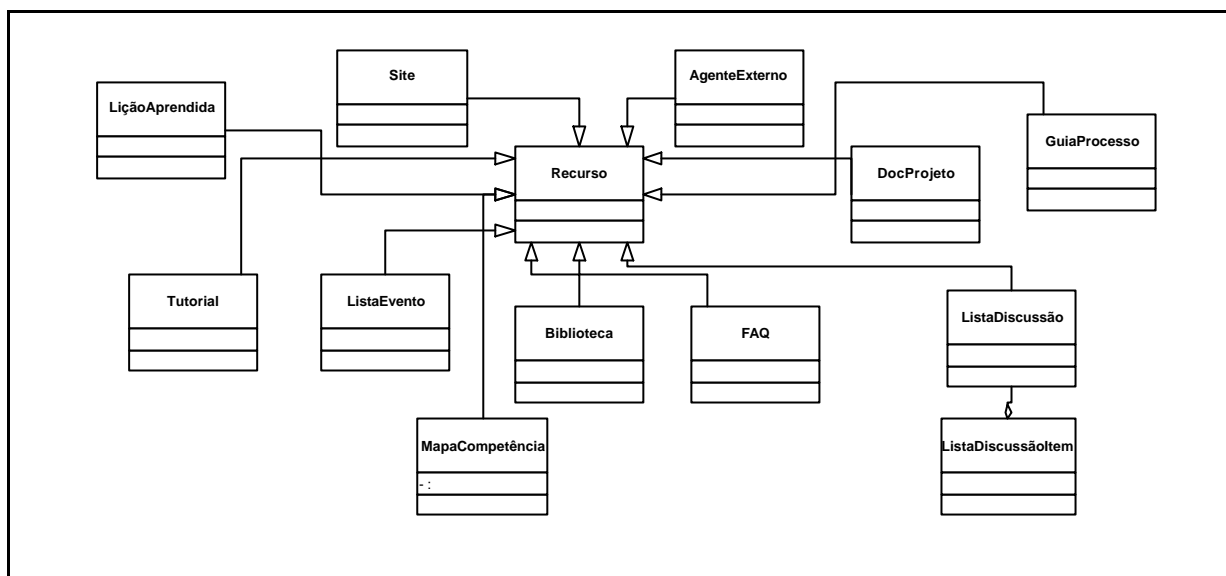 Site
AgenteExterno
LiçãoAprendida
GuiaProcesso
Recurso
DocProjeto
Tutorial
ListaEvento
Biblioteca
FAQ
ListaDiscussão
MapaCompetência
ListaDiscussãoItem
- :